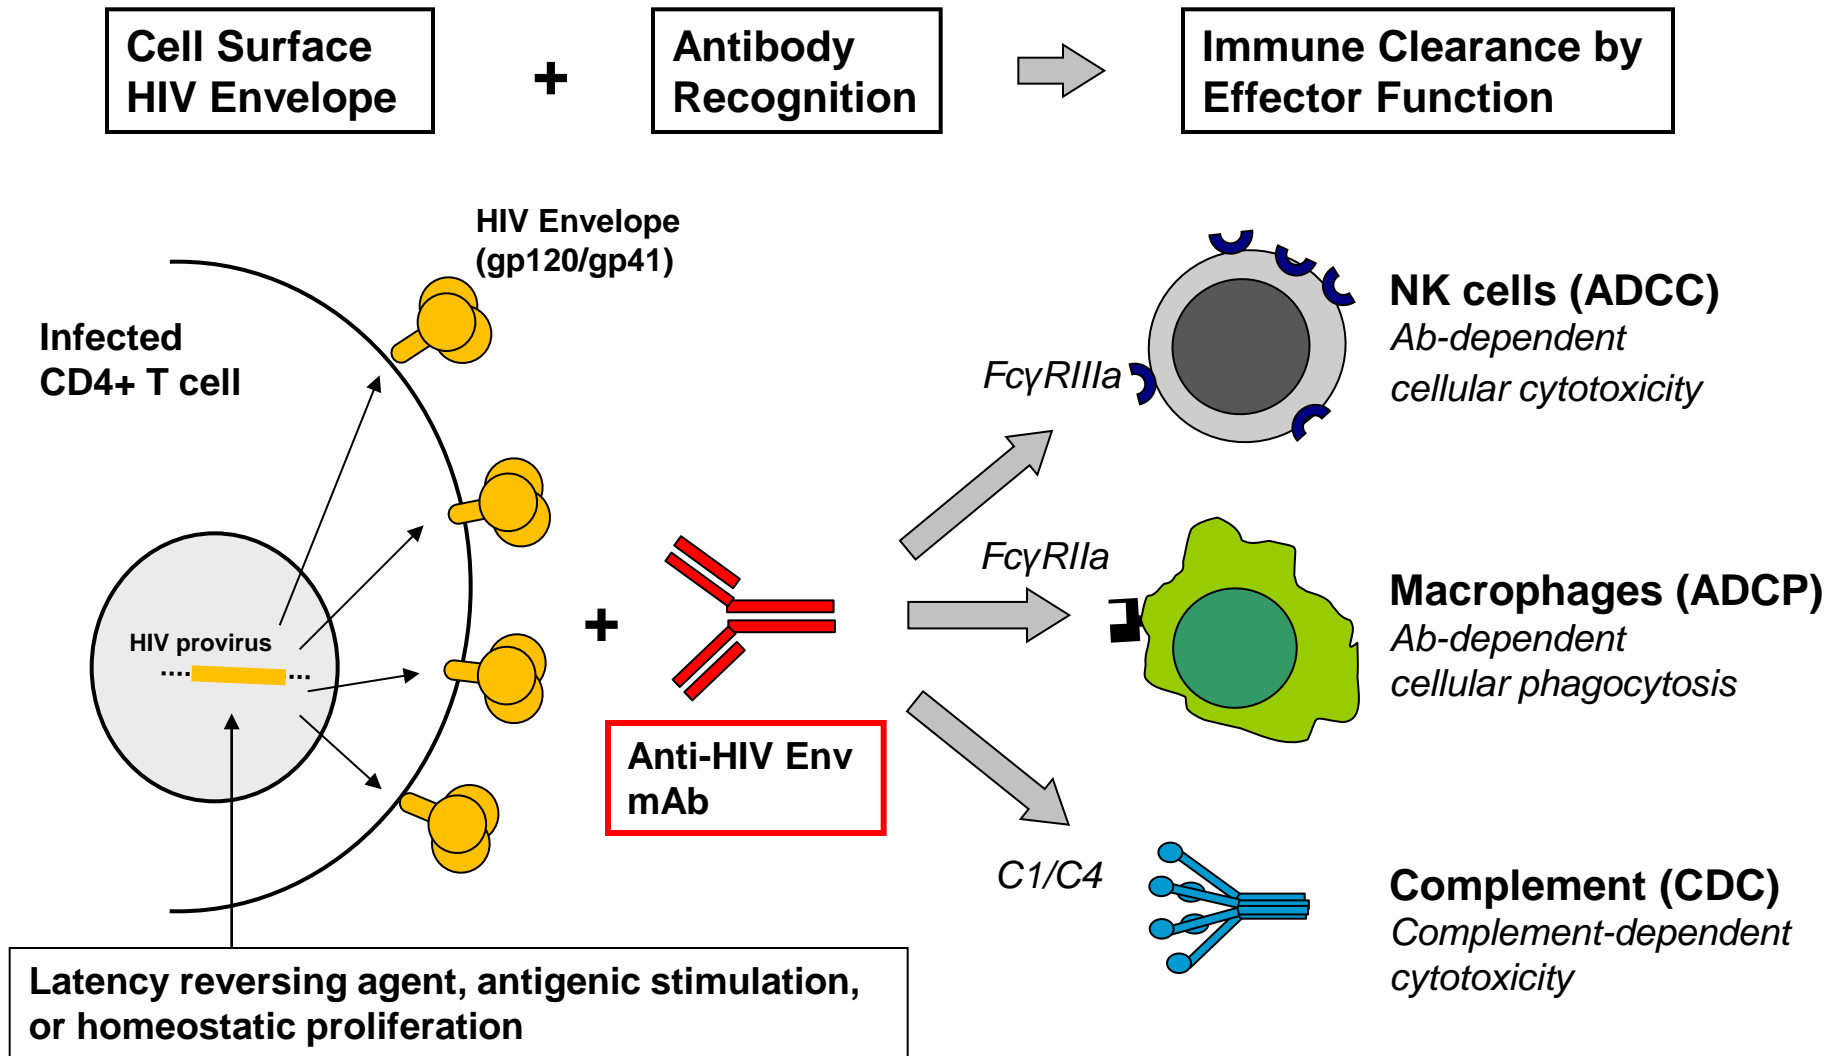 Cell Surface
HIV Envelope
+
Antibody
Recognition
Immune Clearance by
Effector Function
HIV Envelope
(gp120/gp41)
Infected
CD4+ T cell
HIV provirus
+
Anti-HIV Env
mAb
FcγRIIIa
NK cells (ADCC)
Ab-dependent
cellular cytotoxicity
FcγRIIa
Macrophages (ADCP)
Ab-dependent
cellular phagocytosis
C1/C4
Complement (CDC)
Complement-dependent
cytotoxicity
Latency reversing agent, antigenic stimulation,
or homeostatic proliferation